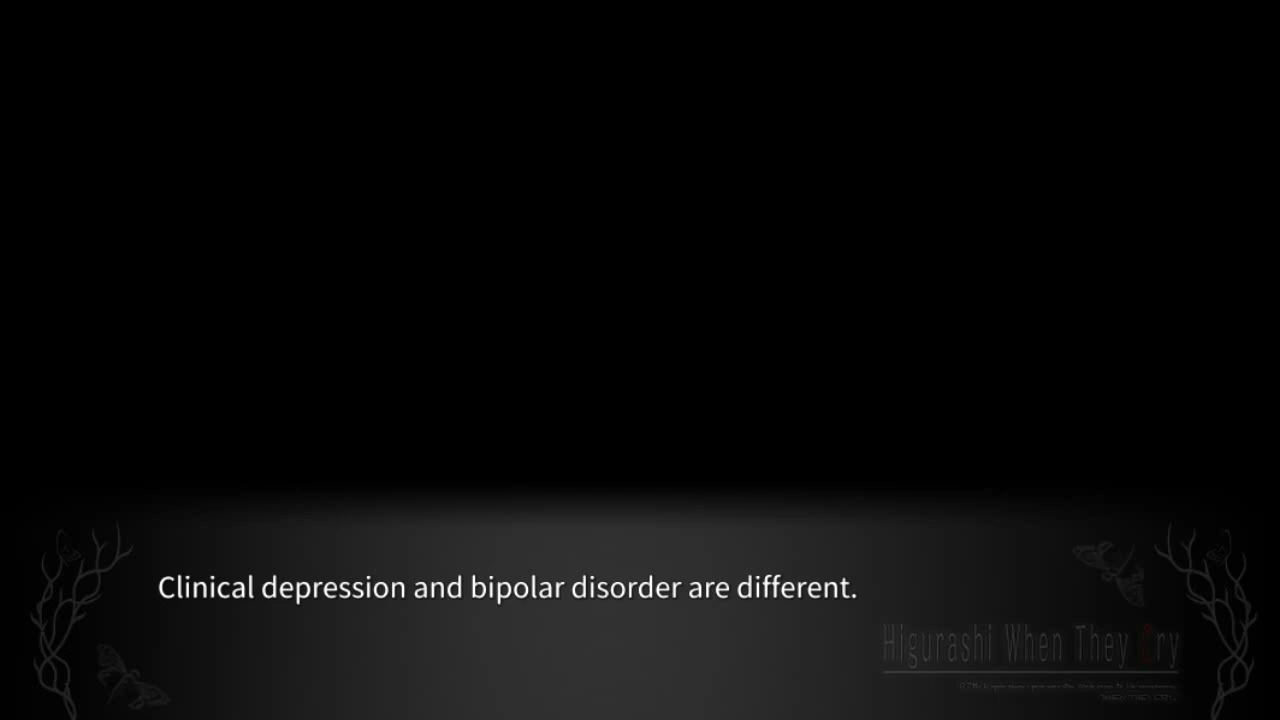 Clinical depression and bipolar disorder are different.
Higurashi When They Cry